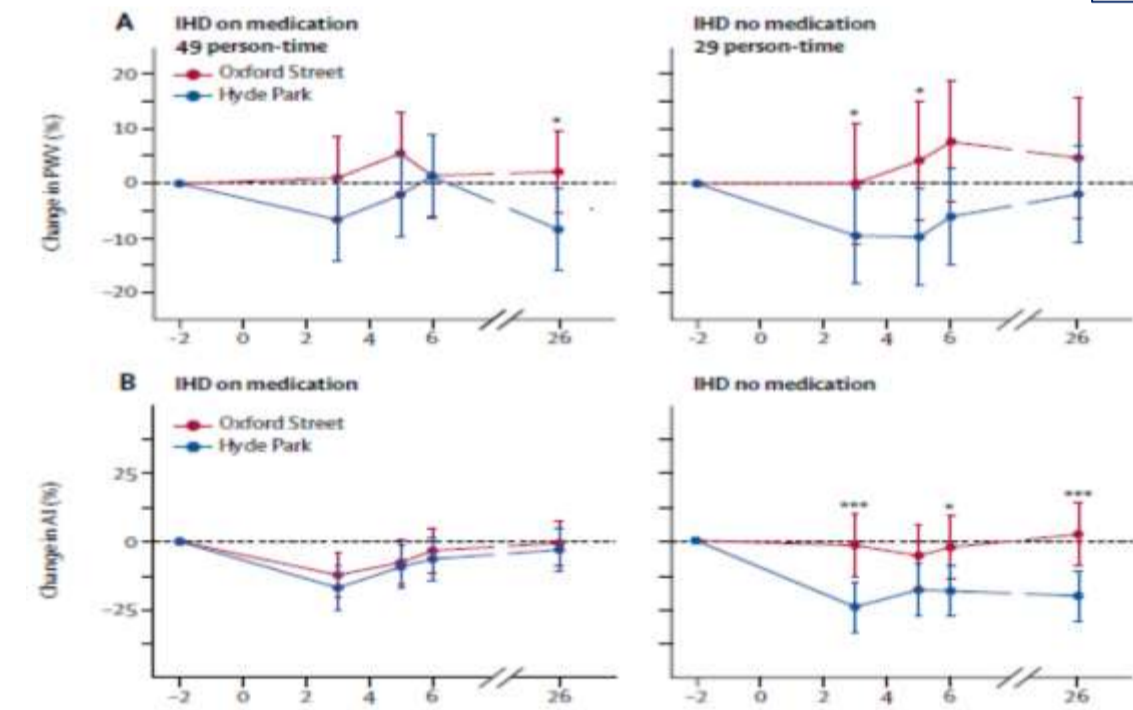 A
IHD on medication
49 person-time
Oxford Street
Hyde Park
Change in PWV (%)
20
10
0
–10
–20
-2 0 2 4 6 26
*
IHD no medication
29 person-time
* *
-2 0 2 4 6 26
B
IHD on medication
Oxford Street
Hyde Park
Change in AI (%)
25
0
–25
-2 0 2 4 6 26
IHD no medication
*** * ***
-2 0 2 4 6 26